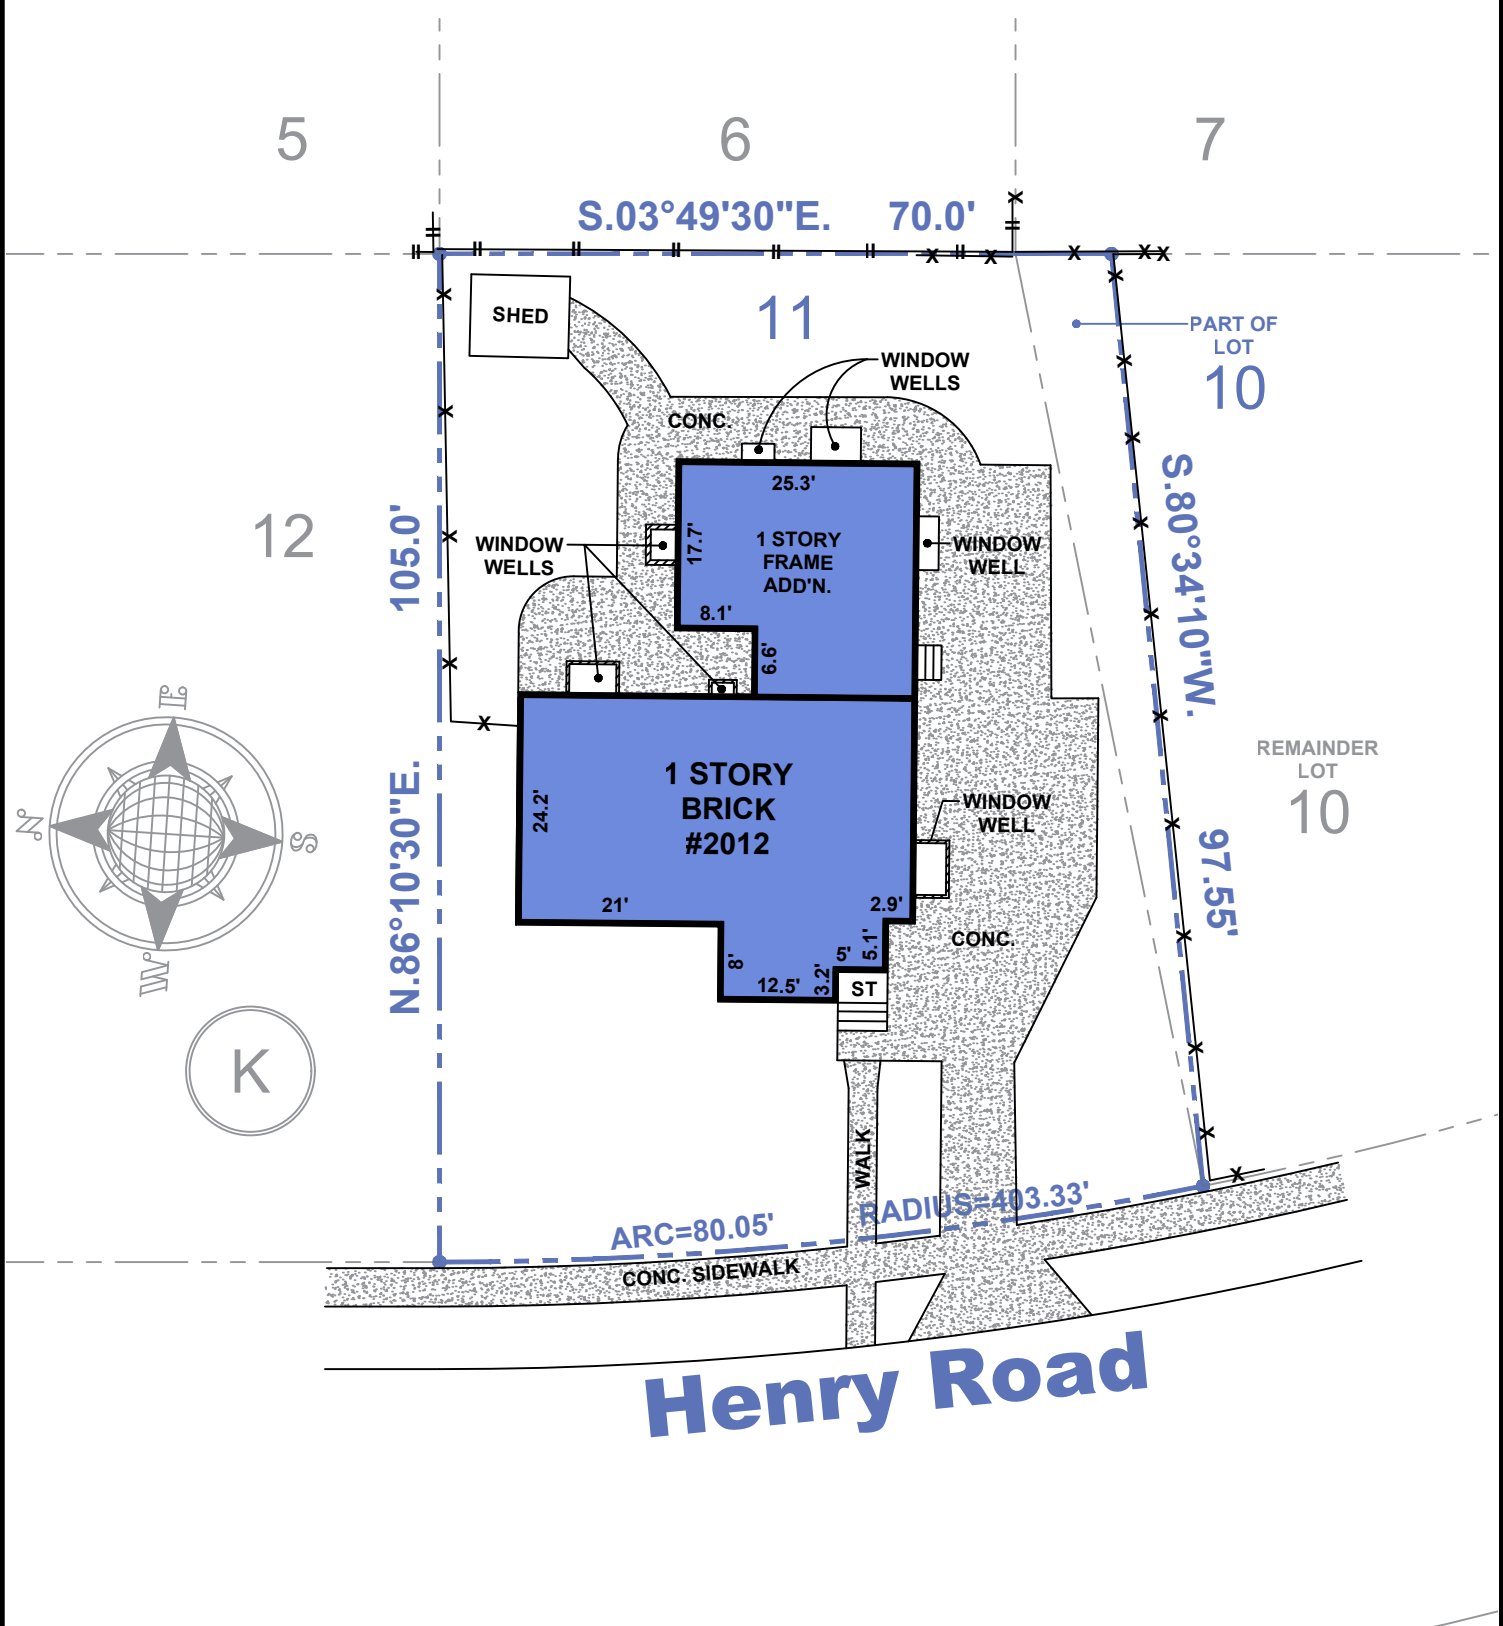 5
6
7
S.03°49'30"E. 70.0'
SHED
11
PART OF
LOT
10
WINDOW
WELLS
CONC.
25.3'
12
105.0'
N.86°10'30"E.
WINDOW
WELLS
17.7'
1 STORY
FRAME
ADD'N.
WINDOW
WELL
S.80°34'10"W.
97.55'
8.1'
6.6'
E
N
S
W
1 STORY
BRICK
#2012
24.2'
WINDOW
WELL
REMAINDER
LOT
10
21'
2.9'
5.1'
CONC.
8'
5'
12.5'
3.2'
ST
K
WALK
ARC=80.05'
RADIUS=403.33'
CONC. SIDEWALK
Henry Road